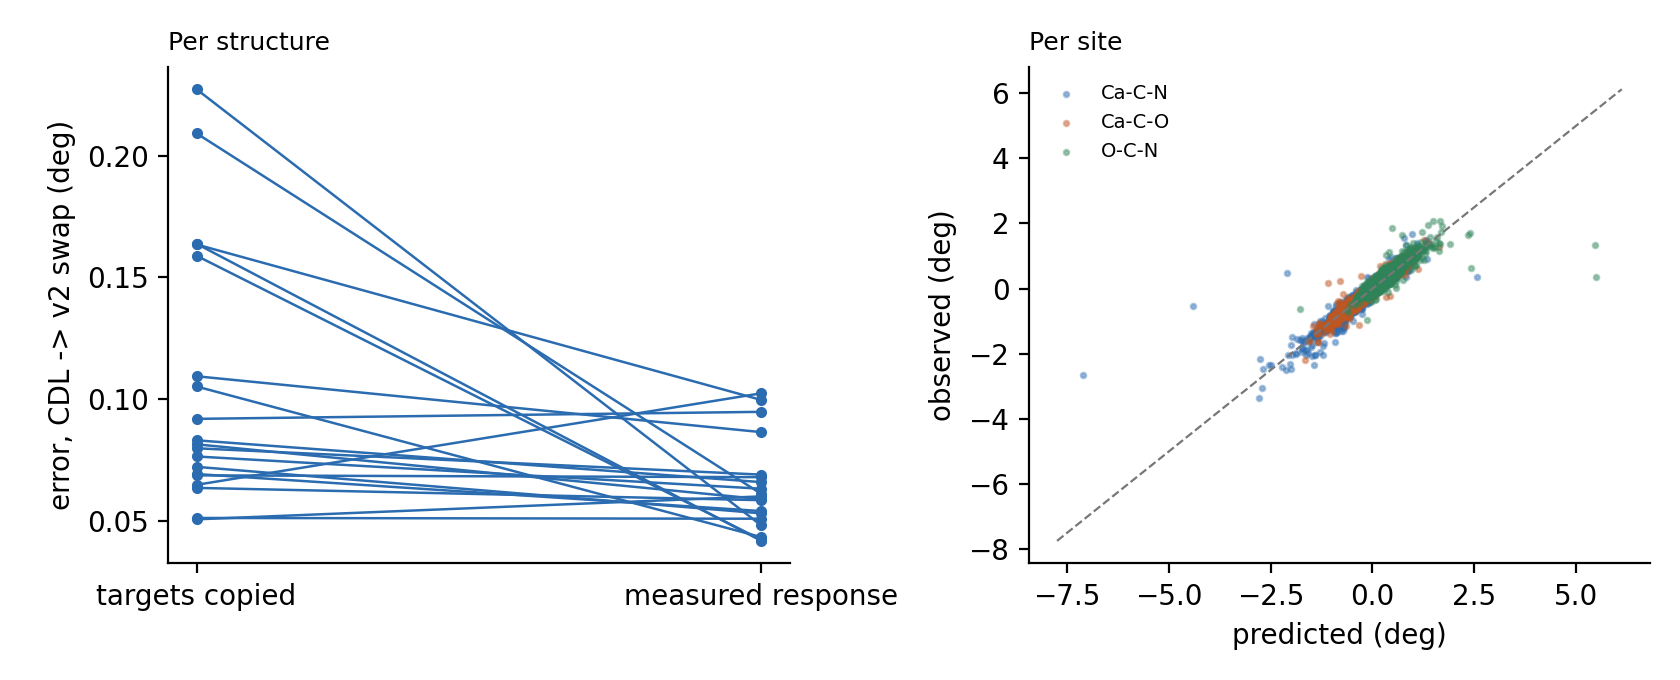 Per structure
error, CDL -> v2 swap (deg)
0.20
0.15
0.10
0.05
targets copied
measured response
Per site
Ca-C-N
Ca-C-O
O-C-N
observed (deg)
6
4
2
0
−2
−4
−6
−8
−7.5
−5.0
−2.5
0.0
2.5
5.0
predicted (deg)